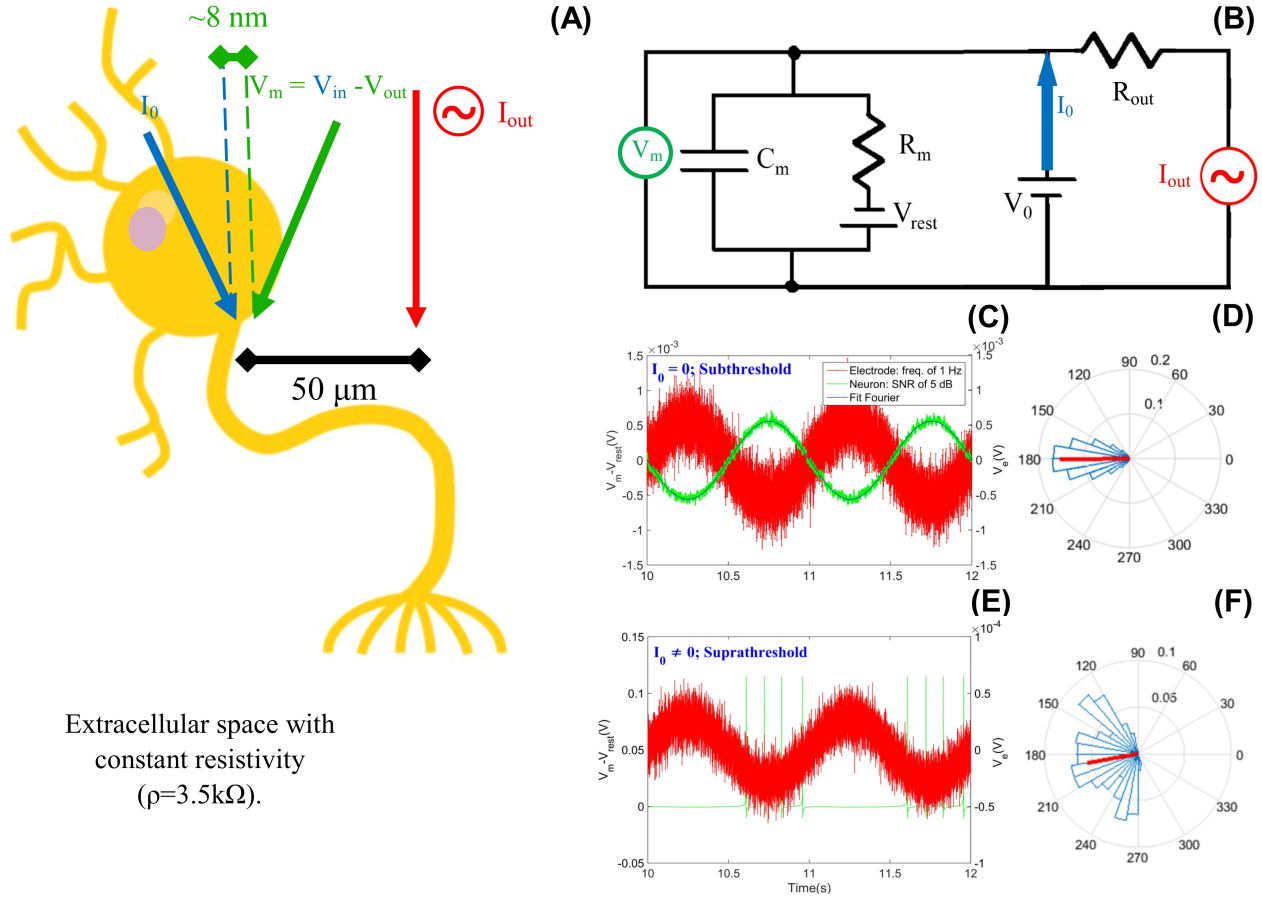 ~8 nm
(A)
I₀
Vₘ = Vᵢₙ -Vₒᵤₜ
Iₒᵤₜ
50 μm
Extracellular space with
constant resistivity
(ρ=3.5kΩ).
(B)
Vₘ
Cₘ
Rₘ
V_rest
I₀
V₀
Rₒᵤₜ
Iₒᵤₜ
(C)
×10⁻³
×10⁻³
I₀ = 0; Subthreshold
Electrode: freq. of 1 Hz
Neuron: SNR of 5 dB
Fit Fourier
Vₘ-V_rest(V)
1.5
1
0.5
0
-0.5
-1
-1.5
Vₑ(V)
1.5
1
0.5
0
-0.5
-1
-1.5
10 10.5 11 11.5 12
(D)
90 0.2
120 60
0.1
150 30
180 0
210 330
240 300
270
(E)
×10⁻⁴
I₀ ≠ 0; Suprathreshold
Vₘ-V_rest(V)
0.15
0.1
0.05
0
-0.05
Vₑ(V)
1
0.5
0
-0.5
-1
10 10.5 11 11.5 12
Time(s)
(F)
90 0.1
120 60
0.05
150 30
180 0
210 330
240 300
270